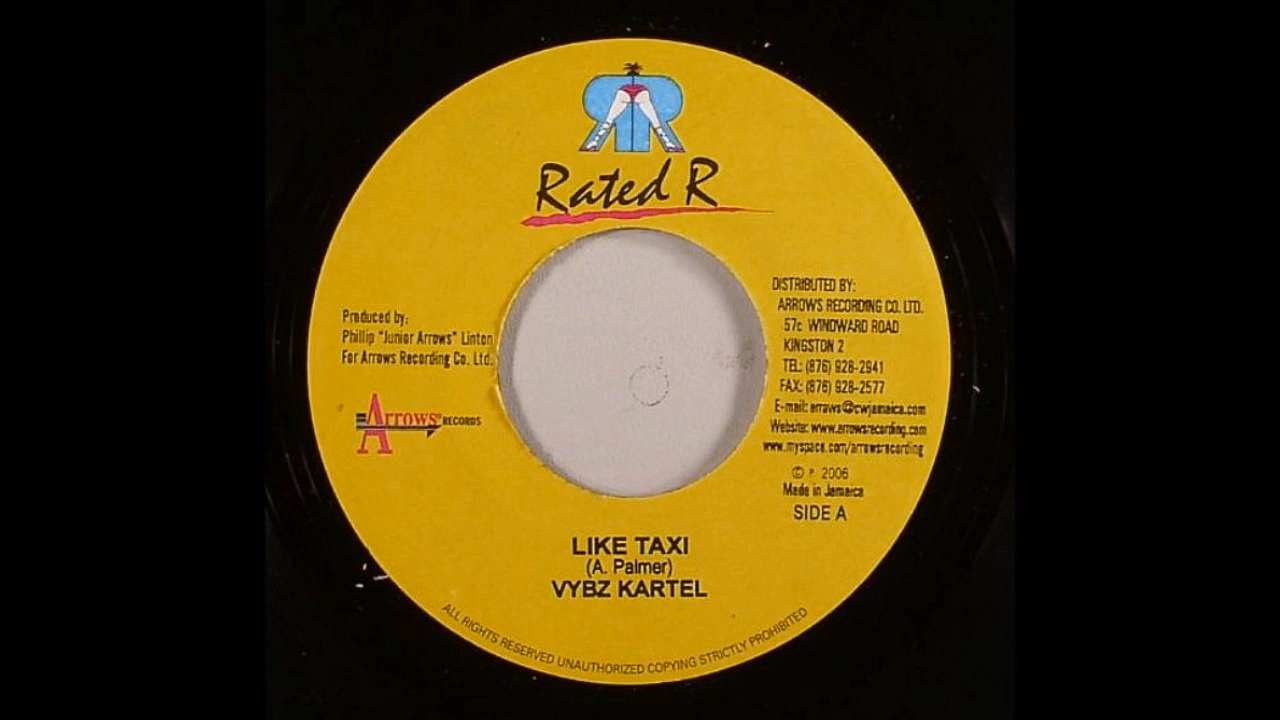 Rated R
Produced by:
Phillip "Junior Arrows" Linton
For Arrows Recording Co. Ltd.
ARROWS RECORDS
DISTRIBUTED BY:
ARROWS RECORDING CO. LTD.
57c WINDWARD ROAD
KINGSTON 2
TEL: (876) 928-2941
FAX: (876) 928-2577
E-mail: arrows@cwjamaica.com
Website: www.arrowsrecording.com
www.myspace.com/arrowsrecording
© P 2006
Made in Jamaica
SIDE A
LIKE TAXI
(A. Palmer)
VYBZ KARTEL
ALL RIGHTS RESERVED UNAUTHORIZED COPYING STRICTLY PROHIBITED